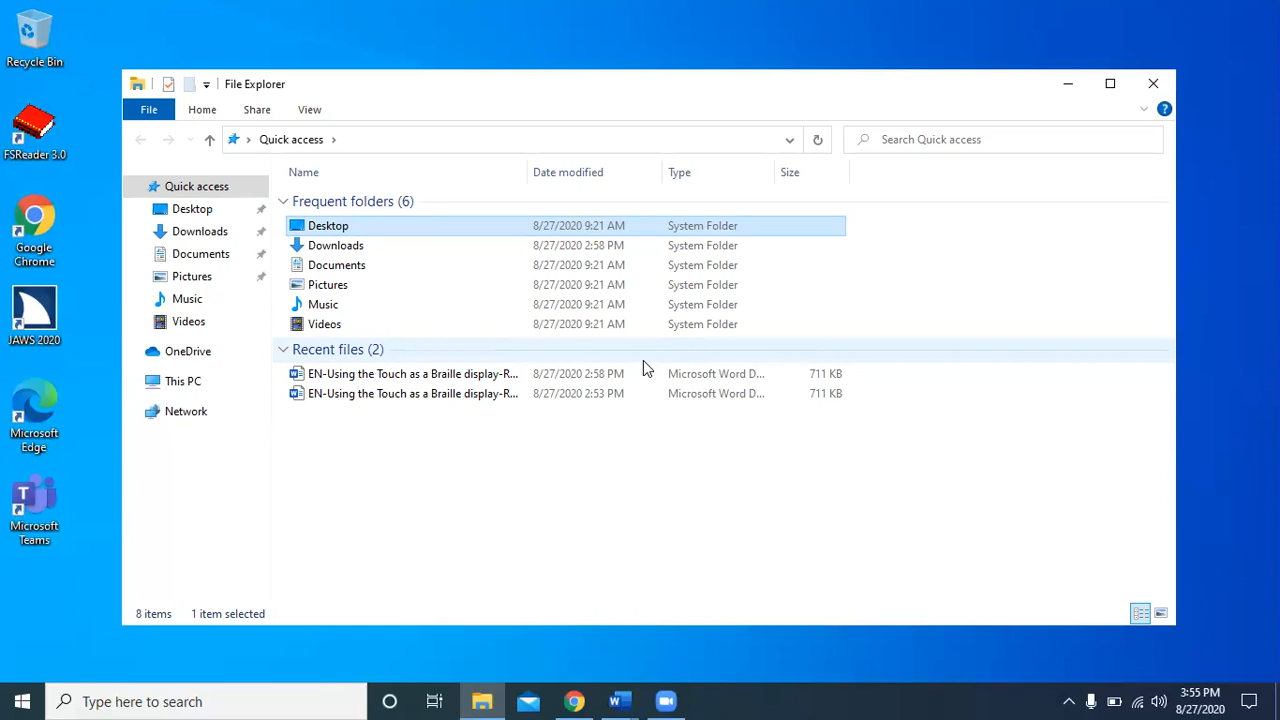 Recycle Bin
FSReader 3.0
Google
Chrome
JAWS 2020
Microsoft
Edge
Microsoft
Teams
File Explorer
File Home Share View
Quick access
Search Quick access
Quick access
Desktop
Downloads
Documents
Pictures
Music
Videos
OneDrive
This PC
Network
Name Date modified Type Size
Frequent folders (6)
Desktop 8/27/2020 9:21 AM System Folder
Downloads 8/27/2020 2:58 PM System Folder
Documents 8/27/2020 9:21 AM System Folder
Pictures 8/27/2020 9:21 AM System Folder
Music 8/27/2020 9:21 AM System Folder
Videos 8/27/2020 9:21 AM System Folder
Recent files (2)
EN-Using the Touch as a Braille display-R... 8/27/2020 2:58 PM Microsoft Word D... 711 KB
EN-Using the Touch as a Braille display-R... 8/27/2020 2:53 PM Microsoft Word D... 711 KB
8 items 1 item selected
Type here to search
3:55 PM
8/27/2020